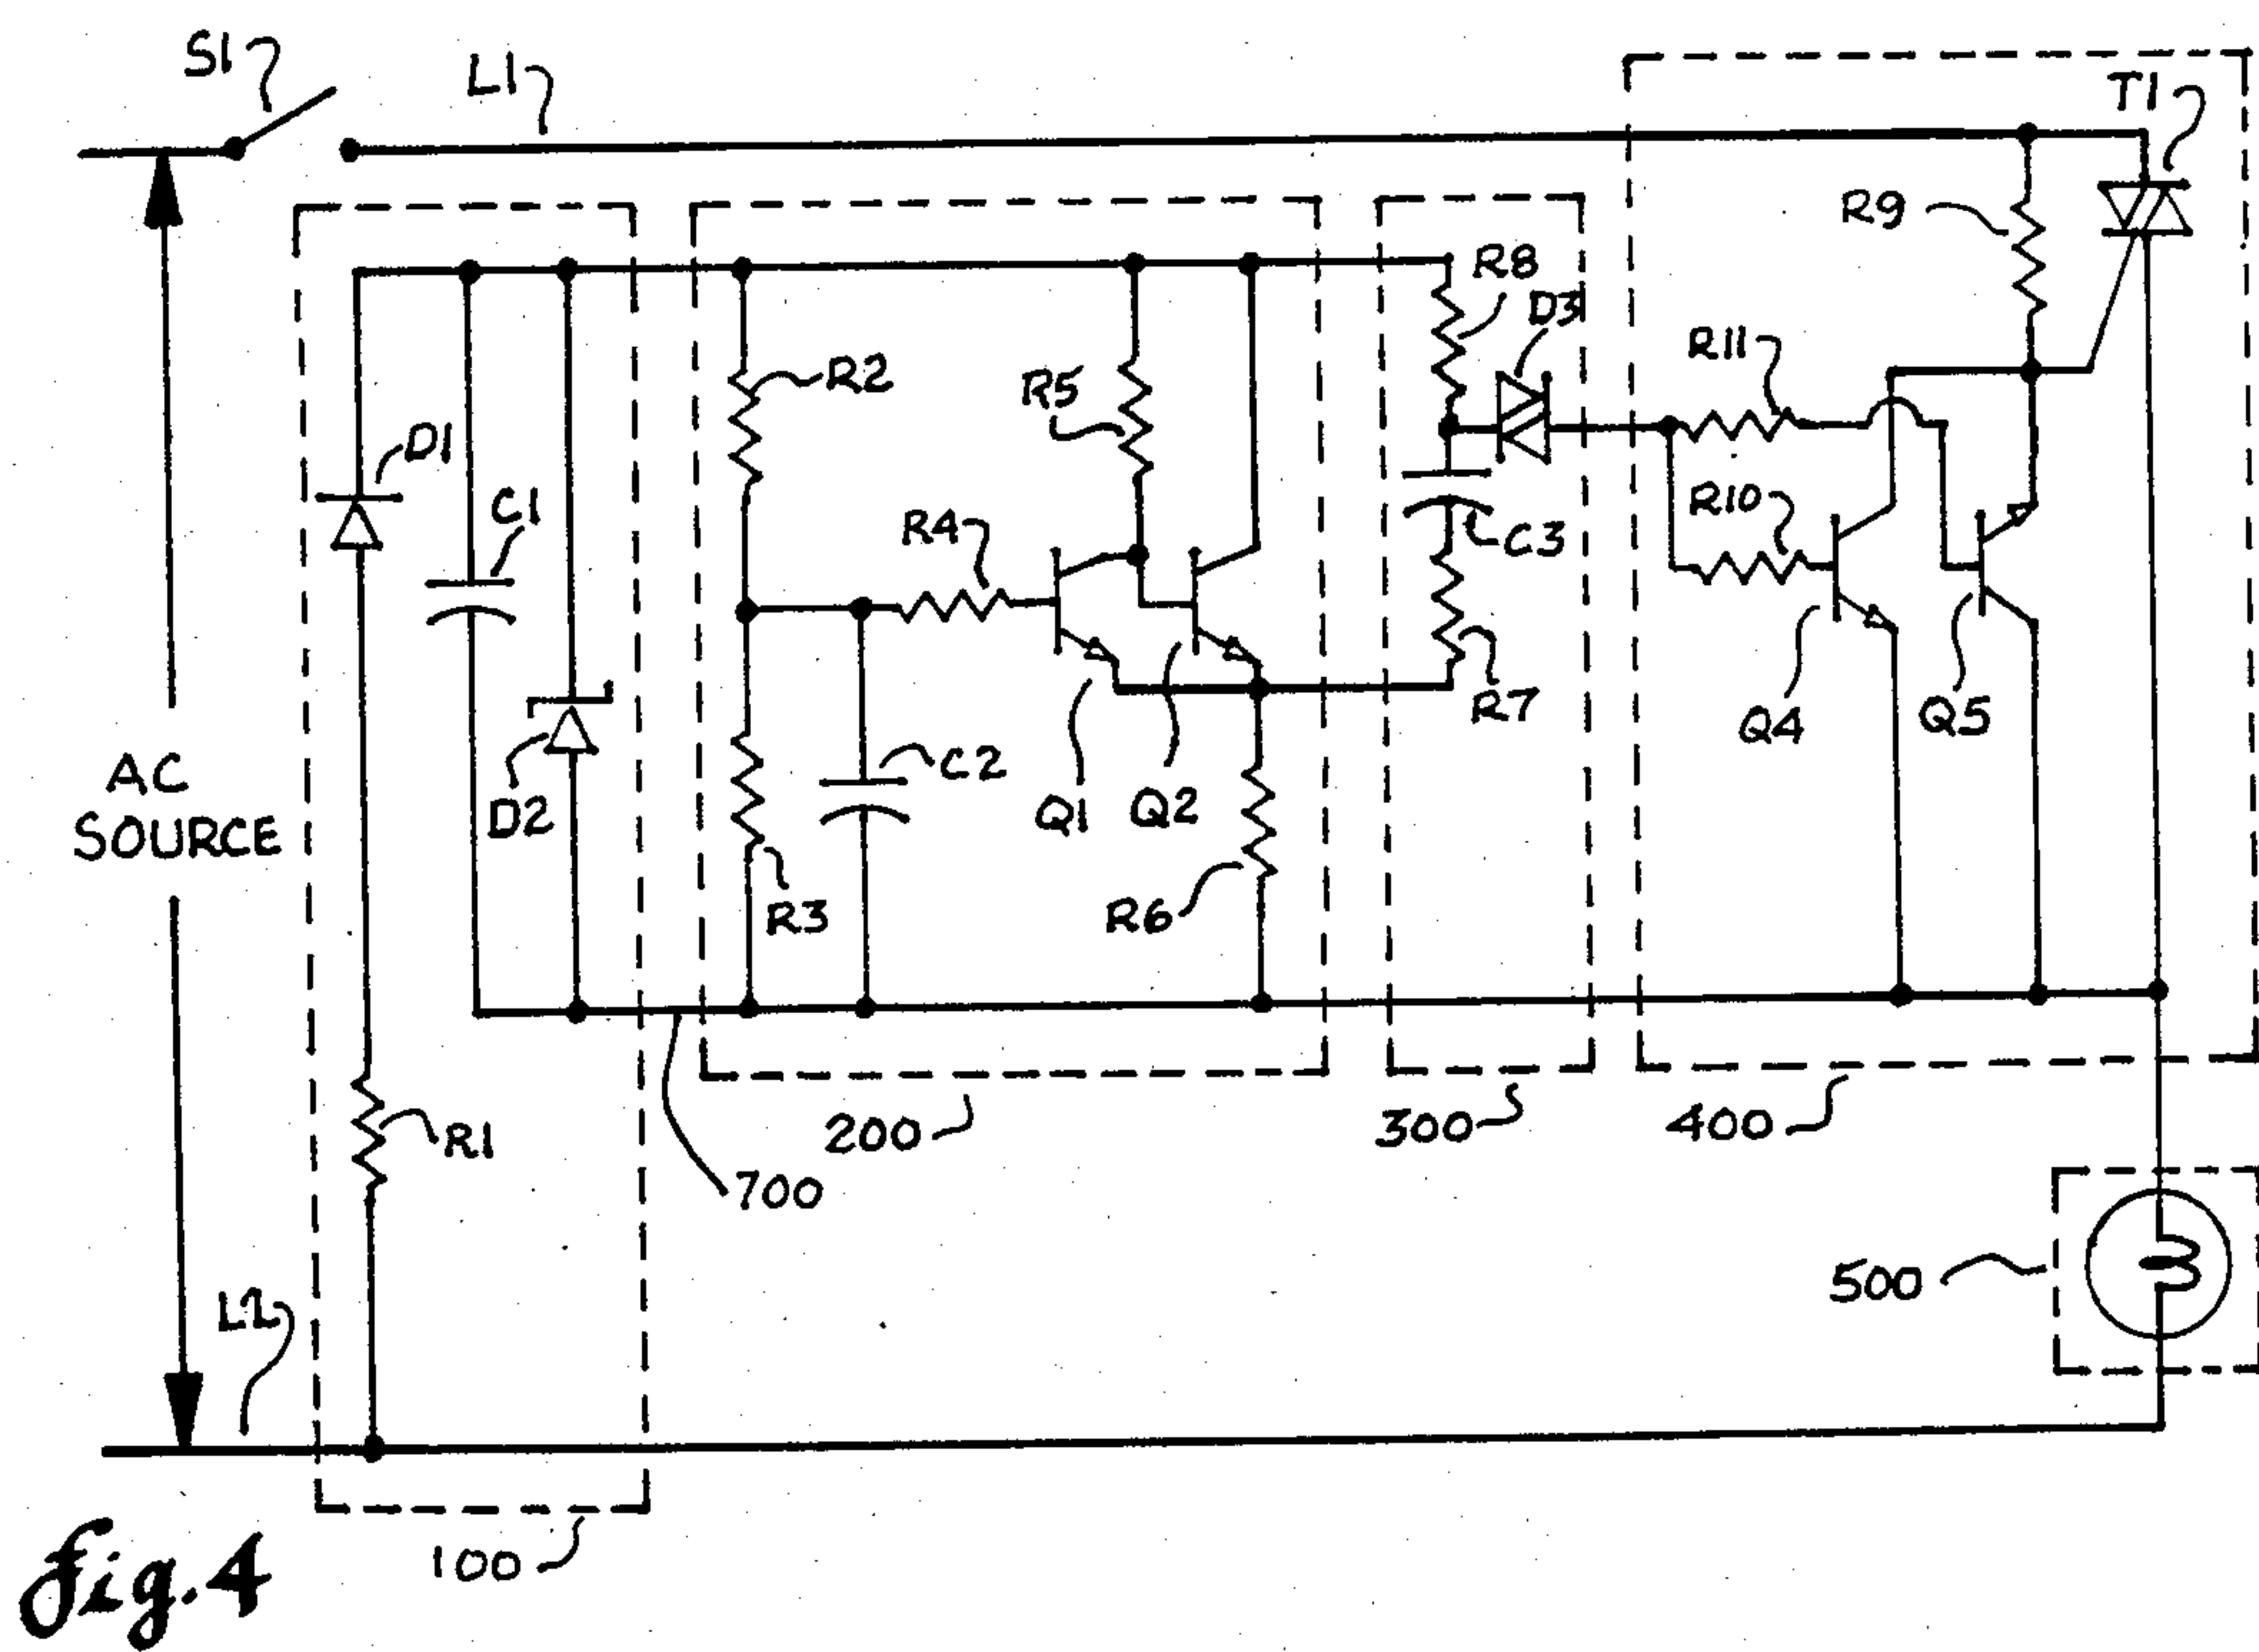 S1
L1
T1
R9
R8
D3
R11
R2
R5
D1
C1
R4
R10
C3
R7
Q4
Q5
C2
AC
SOURCE
D2
Q1
Q2
R3
R6
R1
200
300
400
700
500
L2
100
Fig. 4